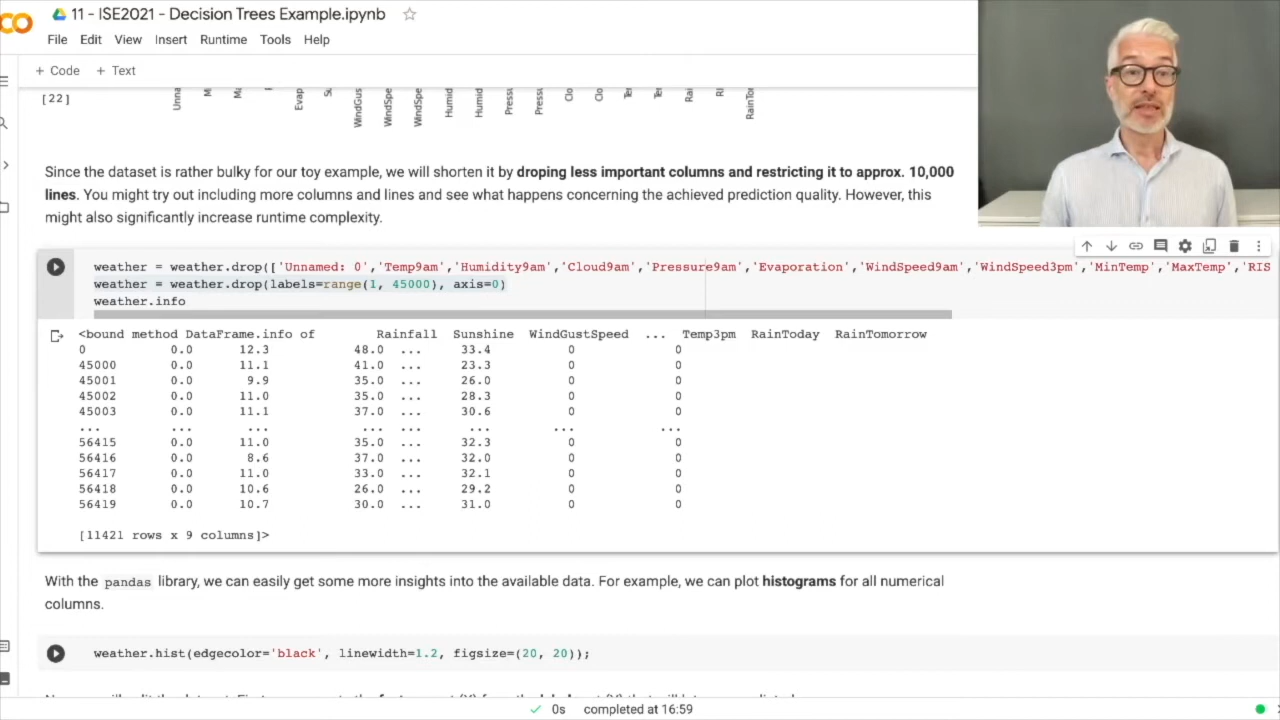 11 - ISE2021 - Decision Trees Example.ipynb
File Edit View Insert Runtime Tools Help
+ Code + Text
[22]
Since the dataset is rather bulky for our toy example, we will shorten it by droping less important columns and restricting it to approx. 10,000
lines. You might try out including more columns and lines and see what happens concerning the achieved prediction quality. However, this
might also significantly increase runtime complexity.
weather = weather.drop(['Unnamed: 0','Temp9am','Humidity9am','Cloud9am','Pressure9am','Evaporation','WindSpeed9am','WindSpeed3pm','MinTemp','MaxTemp','RIS
weather = weather.drop(labels=range(1, 45000), axis=0)
weather.info
<bound method DataFrame.info of Rainfall Sunshine WindGustSpeed ... Temp3pm RainToday RainTomorrow
0 0.0 12.3 48.0 ... 33.4 0 0
45000 0.0 11.1 41.0 ... 23.3 0 0
45001 0.0 9.9 35.0 ... 26.0 0 0
45002 0.0 11.0 35.0 ... 28.3 0 0
45003 0.0 11.1 37.0 ... 30.6 0 0
... ... ... ... ... ... ... ...
56415 0.0 11.0 35.0 ... 32.3 0 0
56416 0.0 8.6 37.0 ... 32.0 0 0
56417 0.0 11.0 33.0 ... 32.1 0 0
56418 0.0 10.6 26.0 ... 29.2 0 0
56419 0.0 10.7 30.0 ... 31.0 0 0
[11421 rows x 9 columns]>
With the pandas library, we can easily get some more insights into the available data. For example, we can plot histograms for all numerical
columns.
weather.hist(edgecolor='black', linewidth=1.2, figsize=(20, 20));
0s completed at 16:59